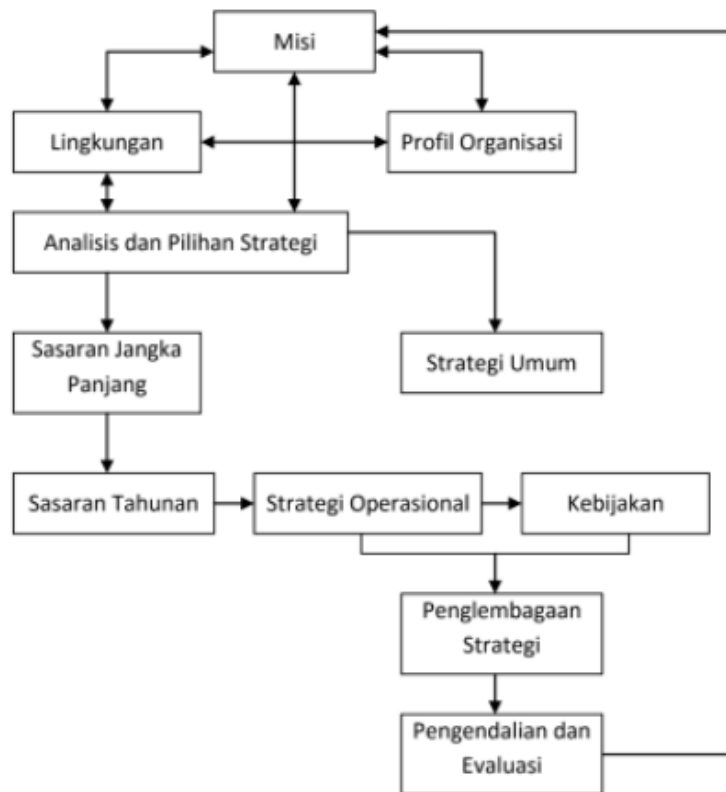 Misi
Lingkungan
Profil Organisasi
Analisis dan Pilihan Strategi
Sasaran Jangka
Panjang
Strategi Umum
Sasaran Tahunan
Strategi Operasional
Kebijakan
Penglembagaan
Strategi
Pengendalian dan
Evaluasi